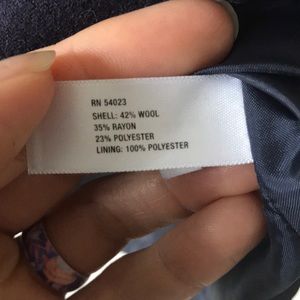 RN 54023
SHELL: 42% WOOL
35% RAYON
23% POLYESTER
LINING: 100% POLYESTER